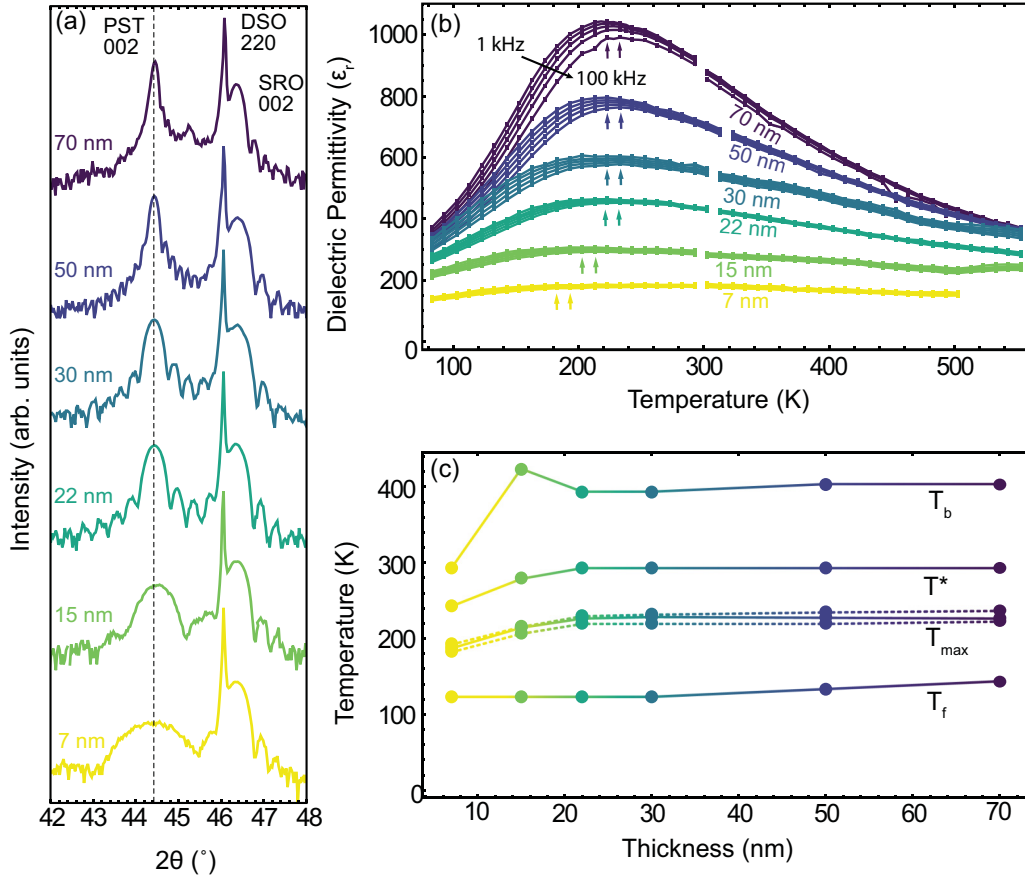 (a)
PST
002
DSO
220
SRO
002
70 nm
50 nm
30 nm
22 nm
15 nm
7 nm
Intensity (arb. units)
42 43 44 45 46 47 48
2θ (°)
(b)
1 kHz
100 kHz
70 nm
50 nm
30 nm
22 nm
15 nm
7 nm
1000
800
600
400
200
0
Dielectric Permittivity (εr)
100 200 300 400 500
Temperature (K)
(c)
Tb
T*
Tmax
Tf
400
300
200
100
0
Temperature (K)
10 20 30 40 50 60 70
Thickness (nm)